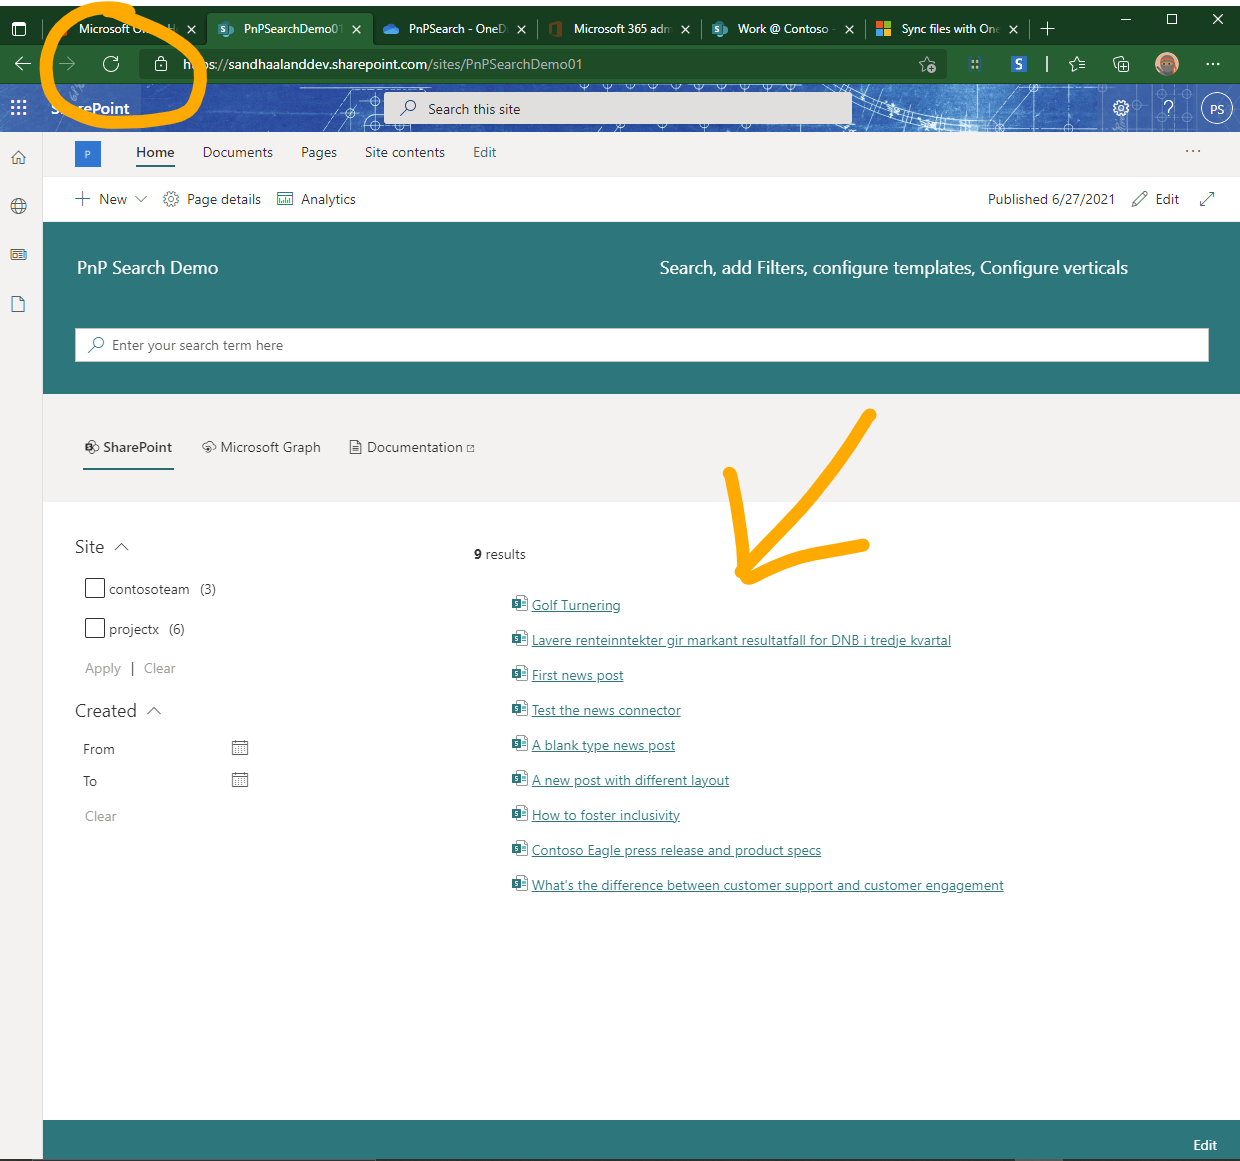 Microsoft O
PnPSearchDemo01
PnPSearch - OneD
Microsoft 365 adm
Work @ Contoso -
Sync files with One
https://sandhaalanddev.sharepoint.com/sites/PnPSearchDemo01
S
SharePoint
Search this site
?
PS
P
Home
Documents
Pages
Site contents
Edit
New
Page details
Analytics
Published 6/27/2021
Edit
PnP Search Demo
Search, add Filters, configure templates, Configure verticals
Enter your search term here
SharePoint
Microsoft Graph
Documentation
Site
9 results
contosoteam (3)
projectx (6)
Apply | Clear
Created
From
To
Clear
Golf Turnering
Lavere renteinntekter gir markant resultatfall for DNB i tredje kvartal
First news post
Test the news connector
A blank type news post
A new post with different layout
How to foster inclusivity
Contoso Eagle press release and product specs
What's the difference between customer support and customer engagement
Edit